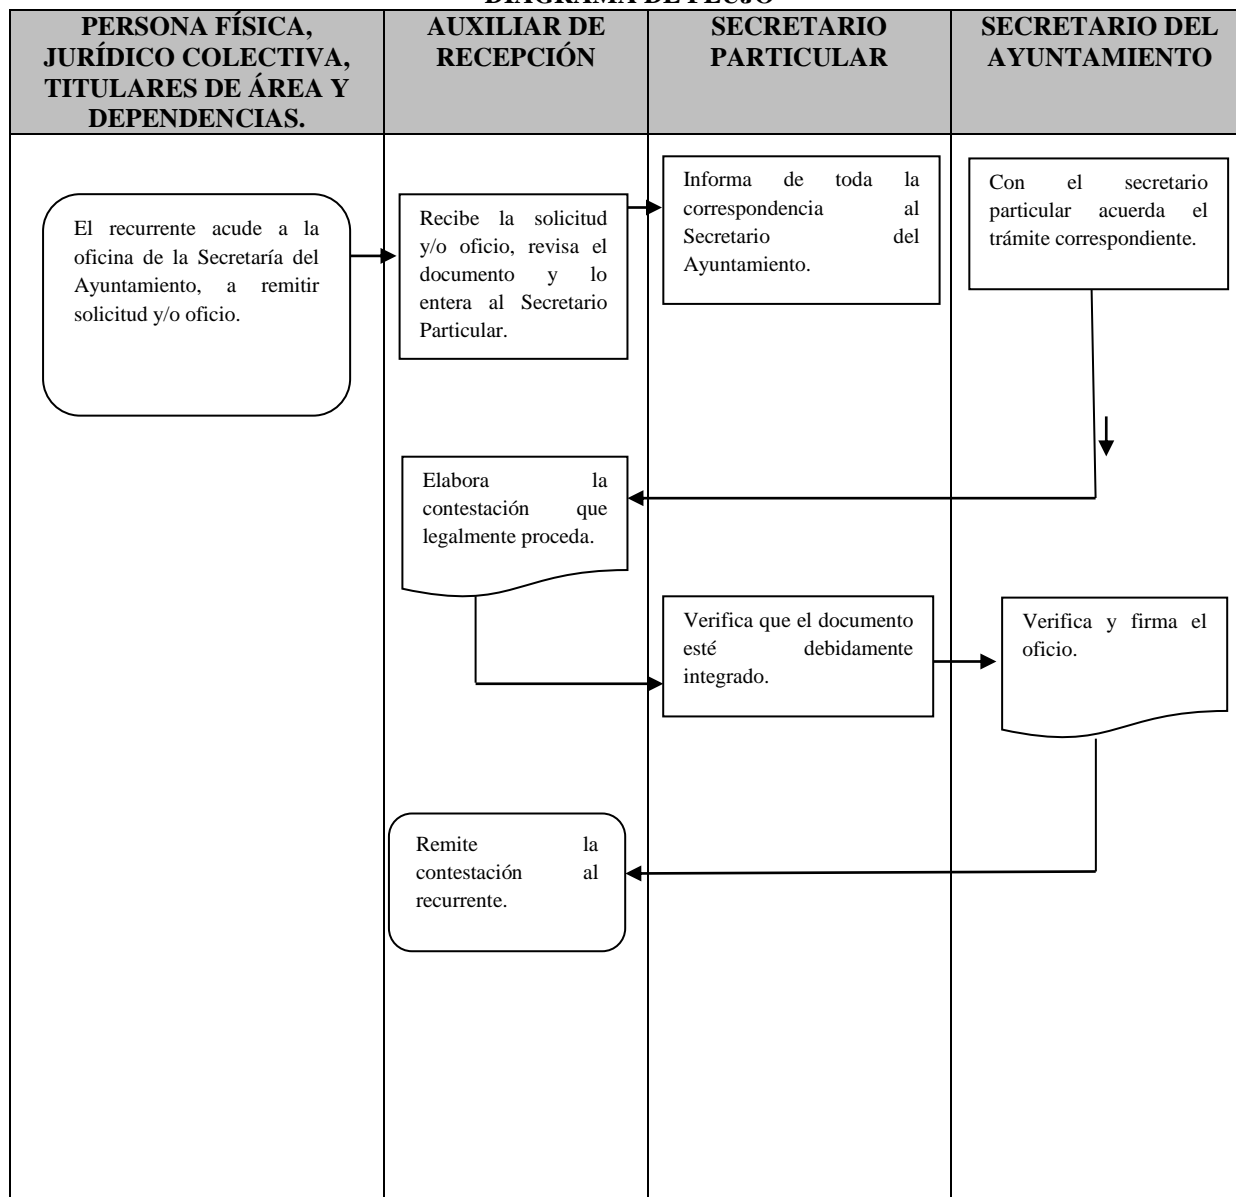 DIAGRAMA DE FLUJO
PERSONA FÍSICA,
JURÍDICO COLECTIVA,
TITULARES DE ÁREA Y
DEPENDENCIAS.
AUXILIAR DE
RECEPCIÓN
SECRETARIO
PARTICULAR
SECRETARIO DEL
AYUNTAMIENTO
El recurrente acude a la
oficina de la Secretaría del
Ayuntamiento, a remitir
solicitud y/o oficio.
Recibe la solicitud
y/o oficio, revisa el
documento y lo
entera al Secretario
Particular.
Informa de toda la
correspondencia al
Secretario del
Ayuntamiento.
Con el secretario
particular acuerda el
trámite correspondiente.
Elabora la
contestación que
legalmente proceda.
Verifica que el documento
esté debidamente
integrado.
Verifica y firma el
oficio.
Remite la
contestación al
recurrente.